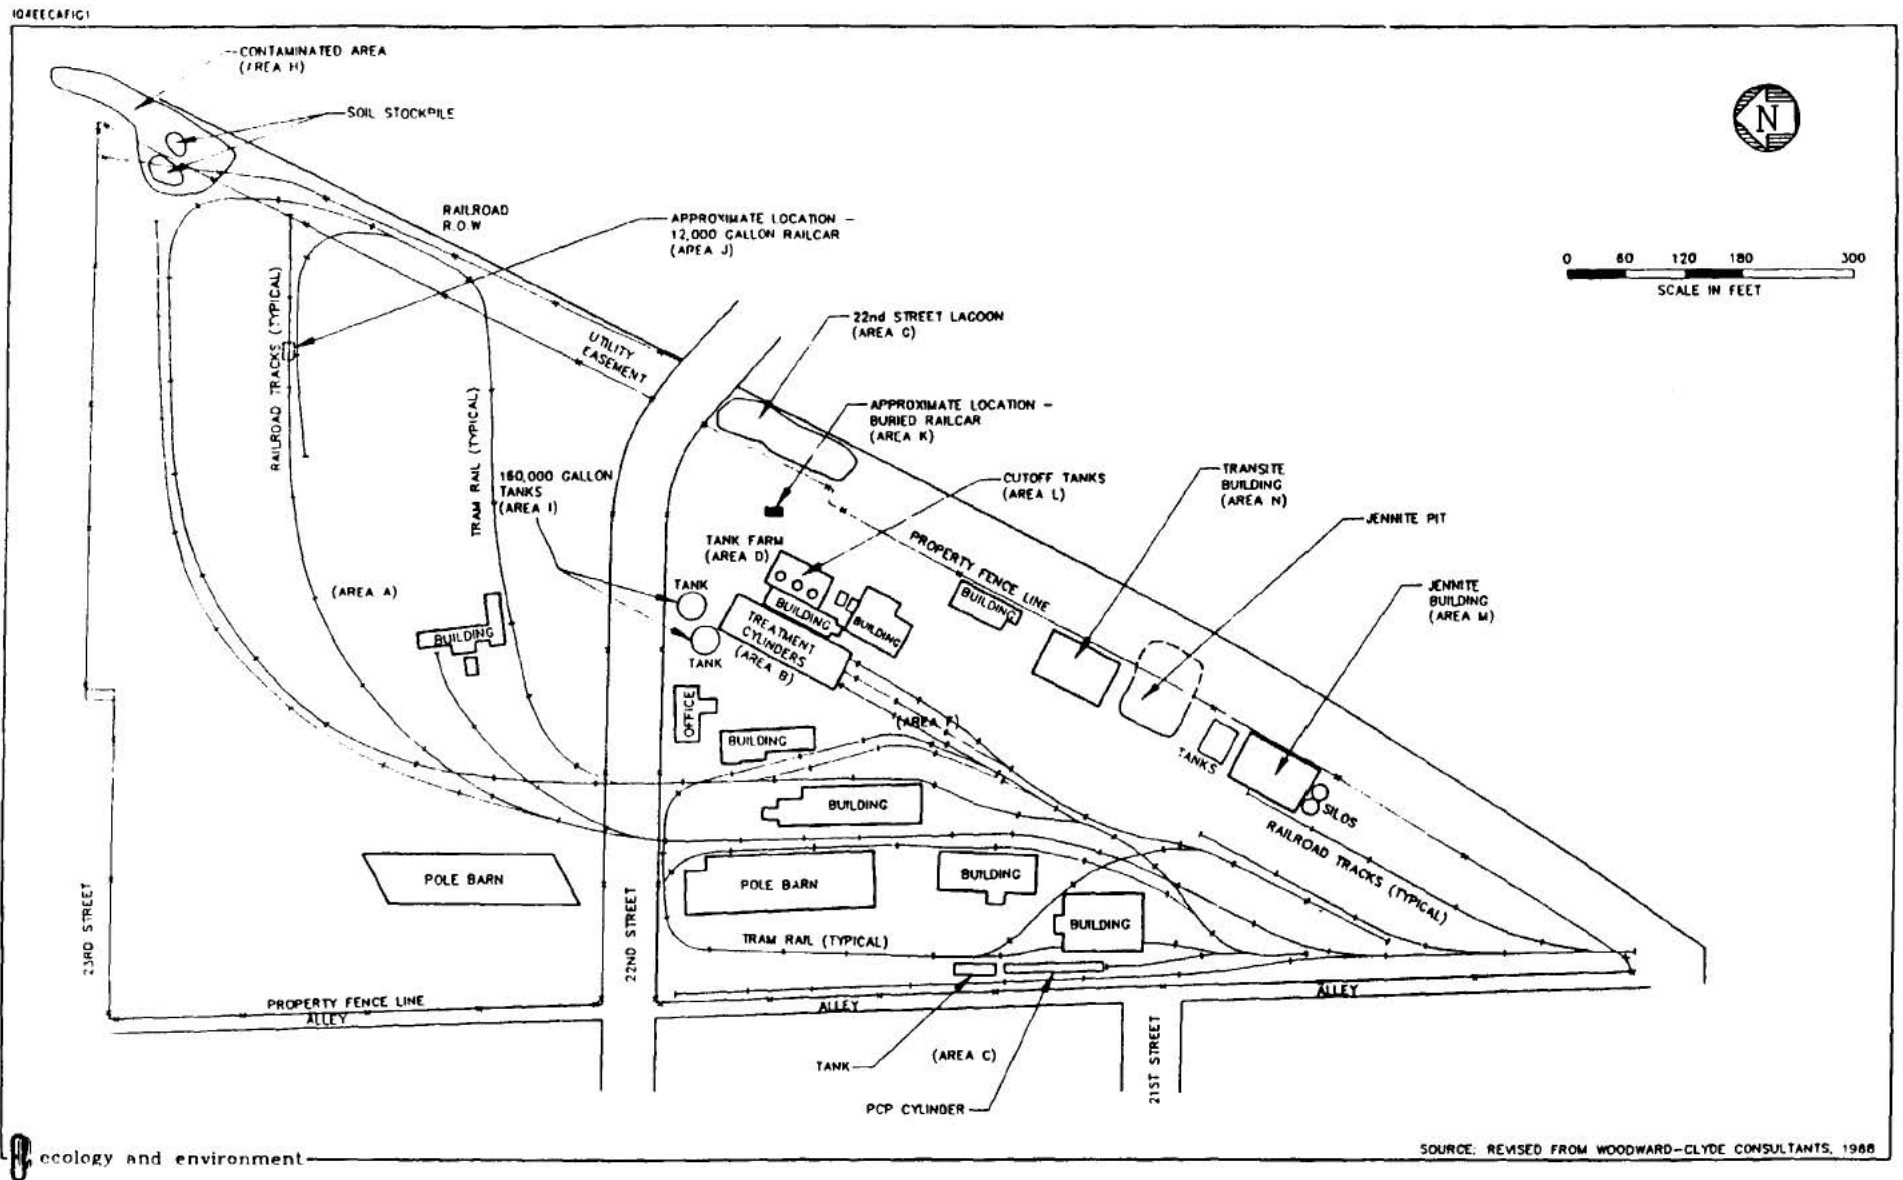 104EECAFIG1
CONTAMINATED AREA
(AREA H)
SOIL STOCKPILE
N
RAILROAD
R.O.W
APPROXIMATE LOCATION -
12,000 GALLON RAILCAR
(AREA J)
0 60 120 180 300
SCALE IN FEET
RAILROAD TRACKS (TYPICAL)
22nd STREET LAGOON
(AREA G)
UTILITY
EASEMENT
TRAM RAIL (TYPICAL)
APPROXIMATE LOCATION -
BURIED RAILCAR
(AREA K)
160,000 GALLON
TANKS
(AREA I)
CUTOFF TANKS
(AREA L)
TRANSITE
BUILDING
(AREA N)
JENNITE PIT
TANK FARM
(AREA D)
PROPERTY FENCE LINE
JENNITE
BUILDING
(AREA M)
(AREA A)
TANK
BUILDING
BUILDING
BUILDING
BUILDING
TREATMENT
CYLINDERS
(AREA B)
TANK
OFFICE
(AREA F)
BUILDING
TANKS
BUILDING
SILOS
RAILROAD TRACKS (TYPICAL)
POLE BARN
POLE BARN
BUILDING
BUILDING
23RD STREET
22ND STREET
TRAM RAIL (TYPICAL)
PROPERTY FENCE LINE
ALLEY
ALLEY
ALLEY
TANK
(AREA C)
21ST STREET
PCP CYLINDER
ecology and environment
SOURCE: REVISED FROM WOODWARD-CLYDE CONSULTANTS, 1988